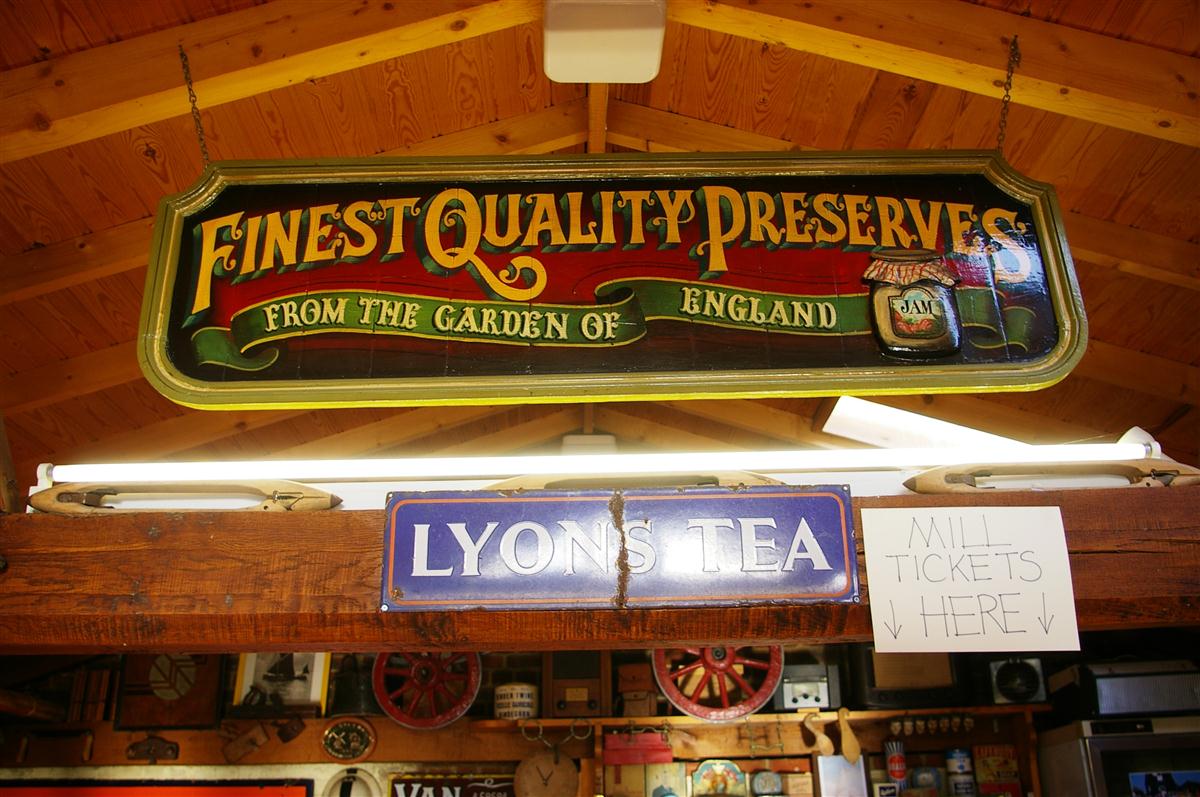 FINEST QUALITY PRESERVES
FROM THE GARDEN OF ENGLAND
JAM
LYONS TEA
MILL
TICKETS
↓ HERE ↓
VAN